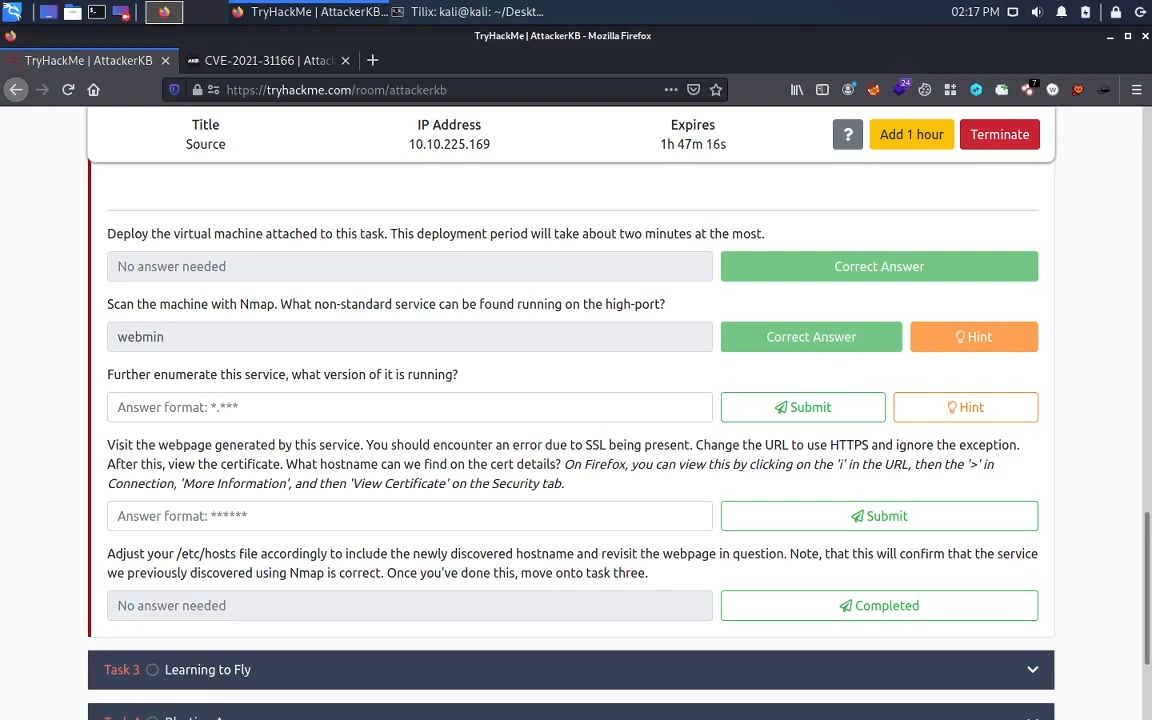 TryHackMe | AttackerKB...
Tilix: kali@kali: ~/Deskt...
02:17 PM
TryHackMe | AttackerKB - Mozilla Firefox
TryHackMe | AttackerKB
CVE-2021-31166 | Attac
https://tryhackme.com/room/attackerkb
24
7
Title
Source
IP Address
10.10.225.169
Expires
1h 47m 16s
?
Add 1 hour
Terminate
Deploy the virtual machine attached to this task. This deployment period will take about two minutes at the most.
No answer needed
Correct Answer
Scan the machine with Nmap. What non-standard service can be found running on the high-port?
webmin
Correct Answer
Hint
Further enumerate this service, what version of it is running?
Answer format: *.***
Submit
Hint
Visit the webpage generated by this service. You should encounter an error due to SSL being present. Change the URL to use HTTPS and ignore the exception.
After this, view the certificate. What hostname can we find on the cert details? On Firefox, you can view this by clicking on the 'i' in the URL, then the '>' in
Connection, 'More Information', and then 'View Certificate' on the Security tab.
Answer format: ******
Submit
Adjust your /etc/hosts file accordingly to include the newly discovered hostname and revisit the webpage in question. Note, that this will confirm that the service
we previously discovered using Nmap is correct. Once you've done this, move onto task three.
No answer needed
Completed
Task 3
Learning to Fly